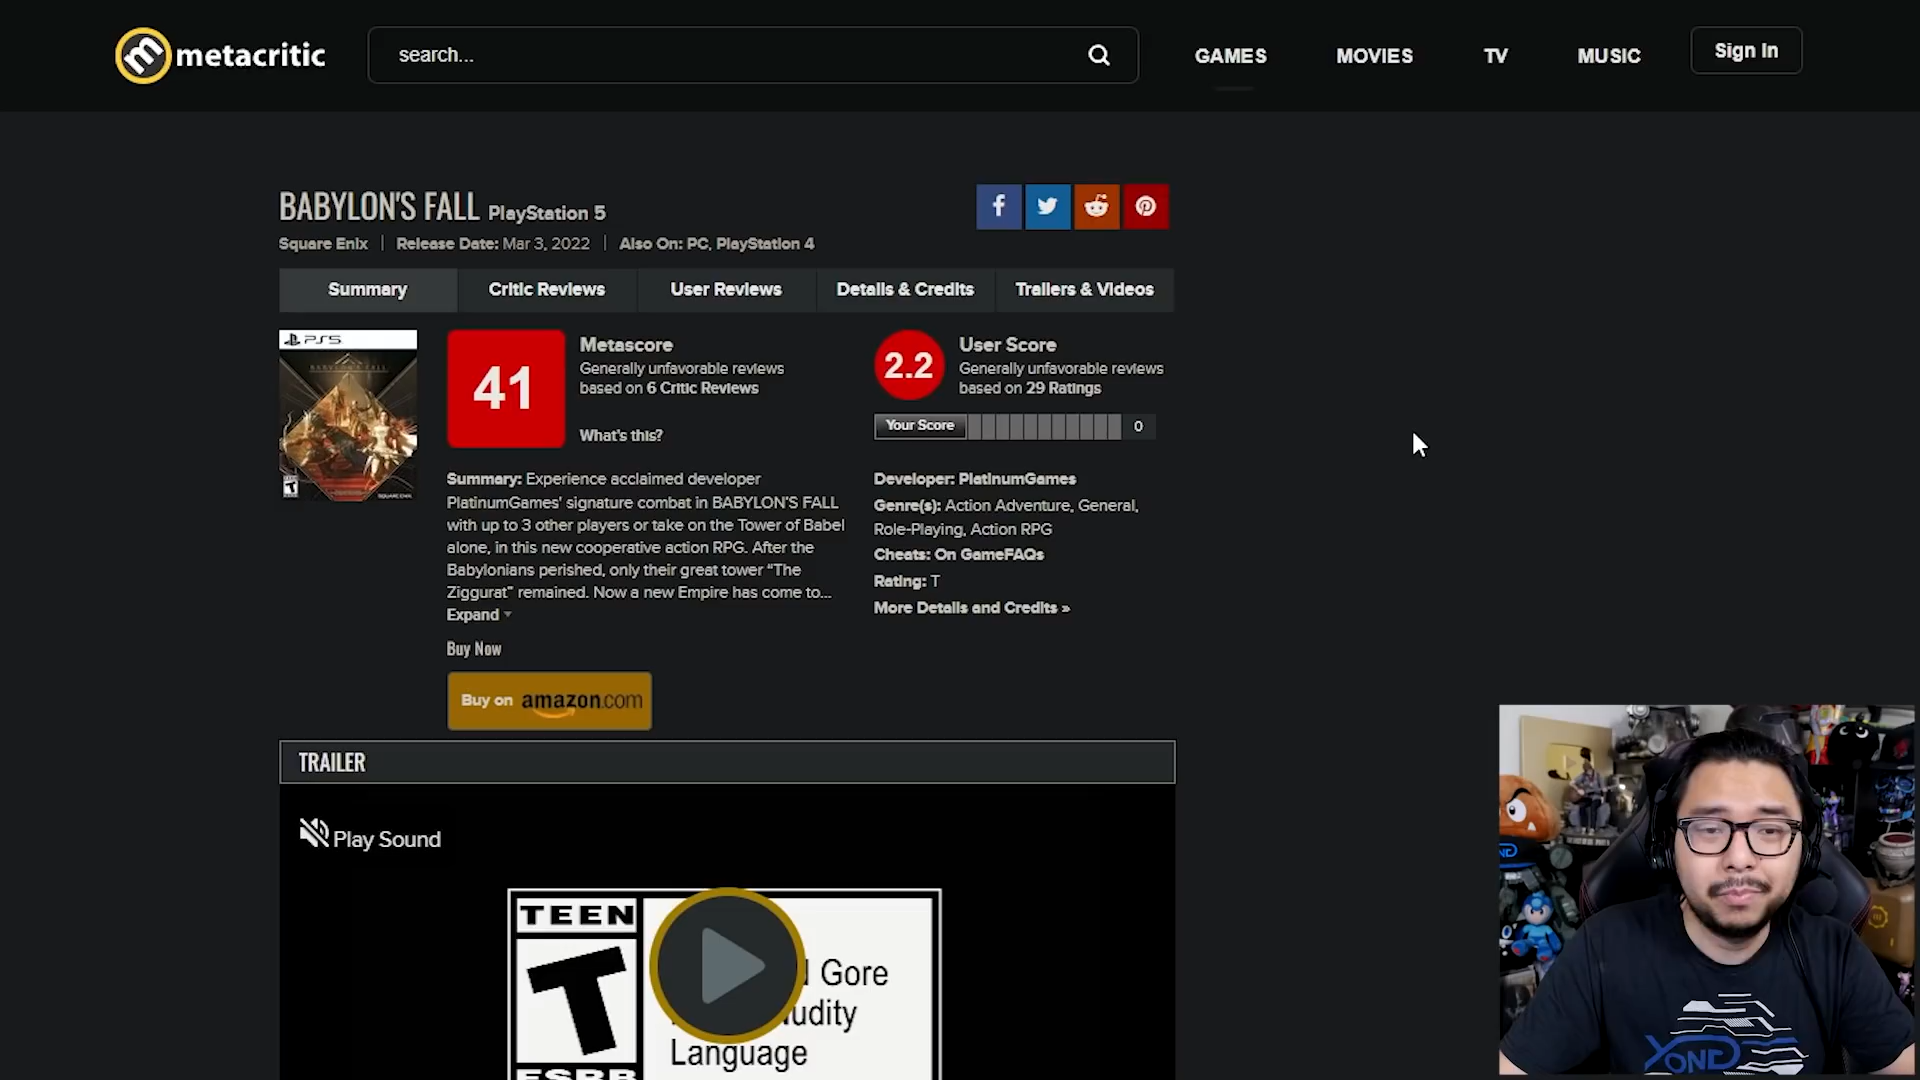 metacritic
search...
GAMES
MOVIES
TV
MUSIC
Sign In
BABYLON'S FALL PlayStation 5
Square Enix | Release Date: Mar 3, 2022 | Also On: PC, PlayStation 4
Summary
Critic Reviews
User Reviews
Details & Credits
Trailers & Videos
PS5
BABYLON'S FALL
T
SQUARE ENIX
41
Metascore
Generally unfavorable reviews
based on 6 Critic Reviews
What's this?
2.2
User Score
Generally unfavorable reviews
based on 29 Ratings
Your Score
0
Summary: Experience acclaimed developer
PlatinumGames' signature combat in BABYLON'S FALL
with up to 3 other players or take on the Tower of Babel
alone, in this new cooperative action RPG. After the
Babylonians perished, only their great tower “The
Ziggurat” remained. Now a new Empire has come to...
Expand
Developer: PlatinumGames
Genre(s): Action Adventure, General,
Role-Playing, Action RPG
Cheats: On GameFAQs
Rating: T
More Details and Credits »
Buy Now
Buy on amazon.com
TRAILER
Play Sound
TEEN
T
ESRB
Gore
Language
YONG